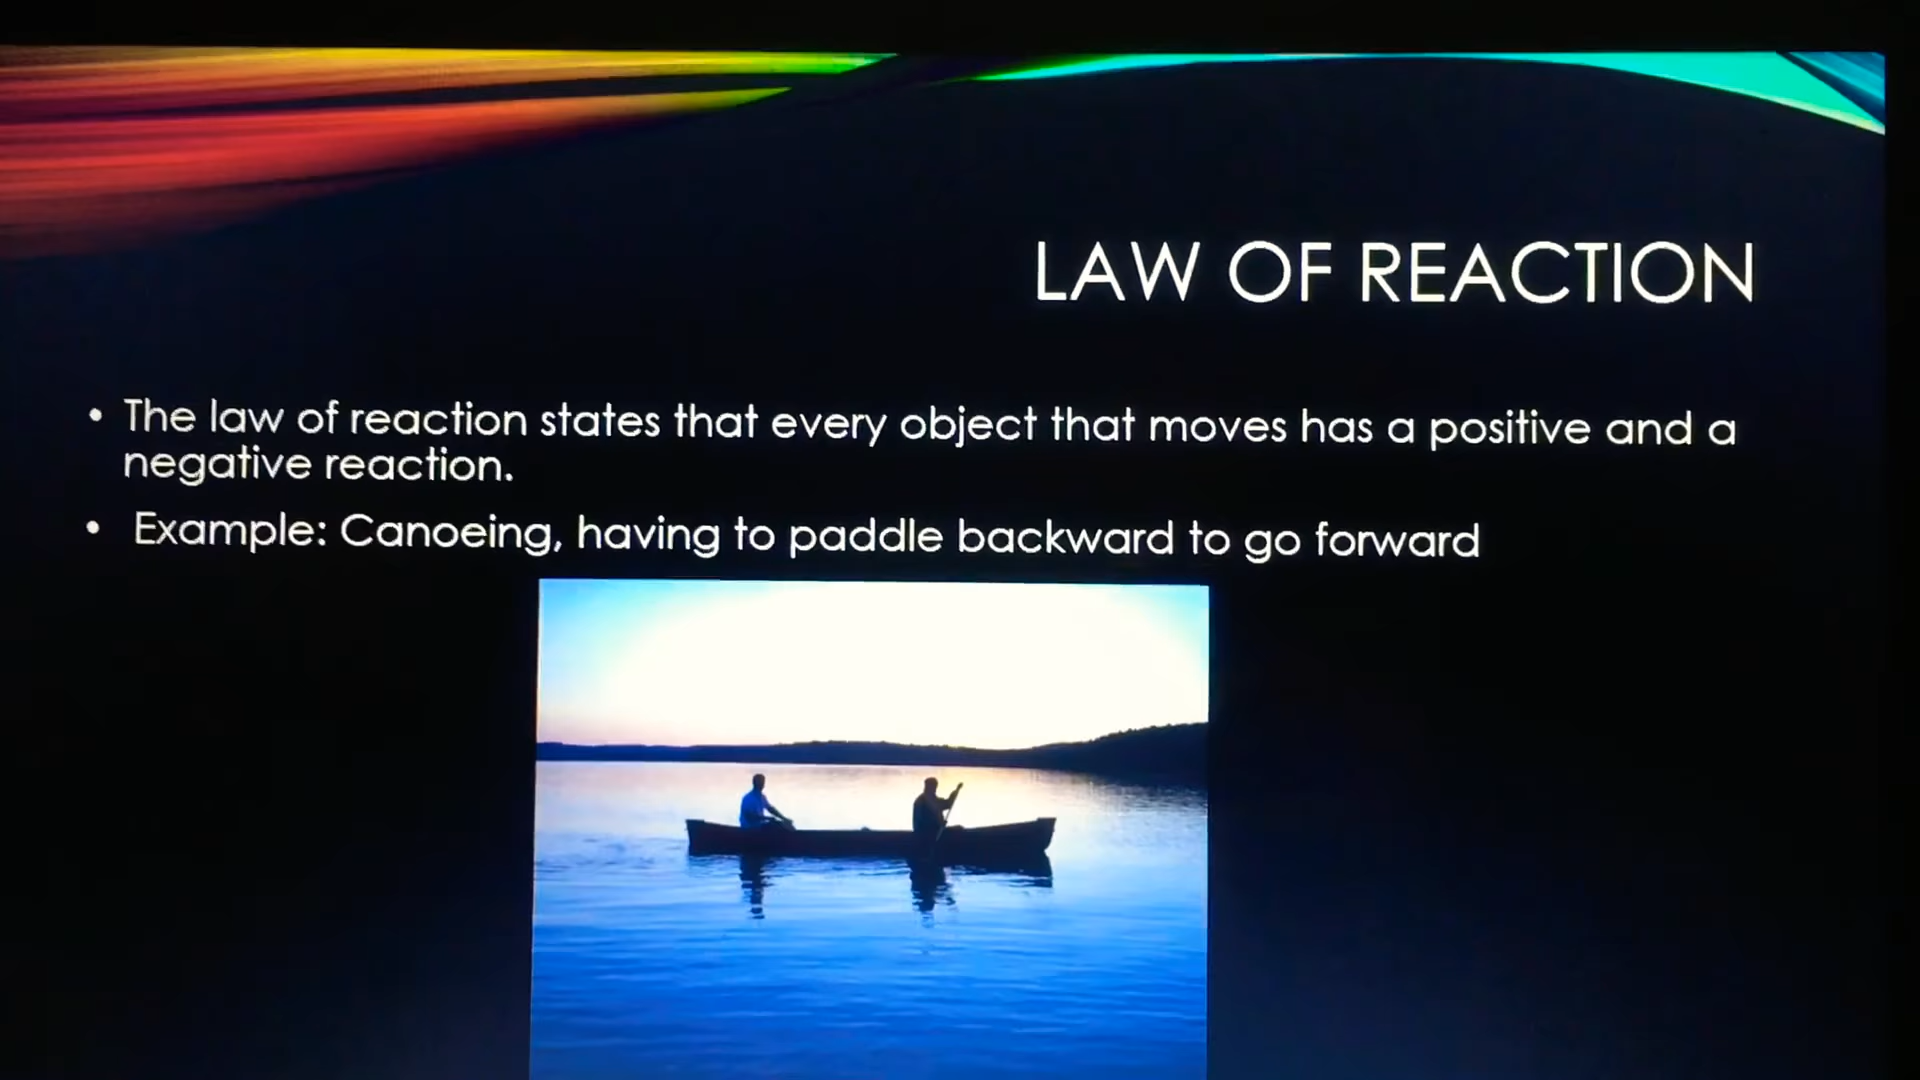 LAW OF REACTION
• The law of reaction states that every object that moves has a positive and a
negative reaction.
• Example: Canoeing, having to paddle backward to go forward